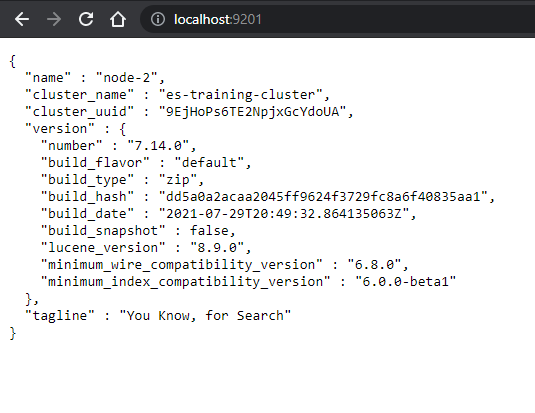 localhost:9201
{
  "name" : "node-2",
  "cluster_name" : "es-training-cluster",
  "cluster_uuid" : "9EjHoPs6TE2NpjxGcYdoUA",
  "version" : {
    "number" : "7.14.0",
    "build_flavor" : "default",
    "build_type" : "zip",
    "build_hash" : "dd5a0a2acaa2045ff9624f3729fc8a6f40835aa1",
    "build_date" : "2021-07-29T20:49:32.864135063Z",
    "build_snapshot" : false,
    "lucene_version" : "8.9.0",
    "minimum_wire_compatibility_version" : "6.8.0",
    "minimum_index_compatibility_version" : "6.0.0-beta1"
  },
  "tagline" : "You Know, for Search"
}